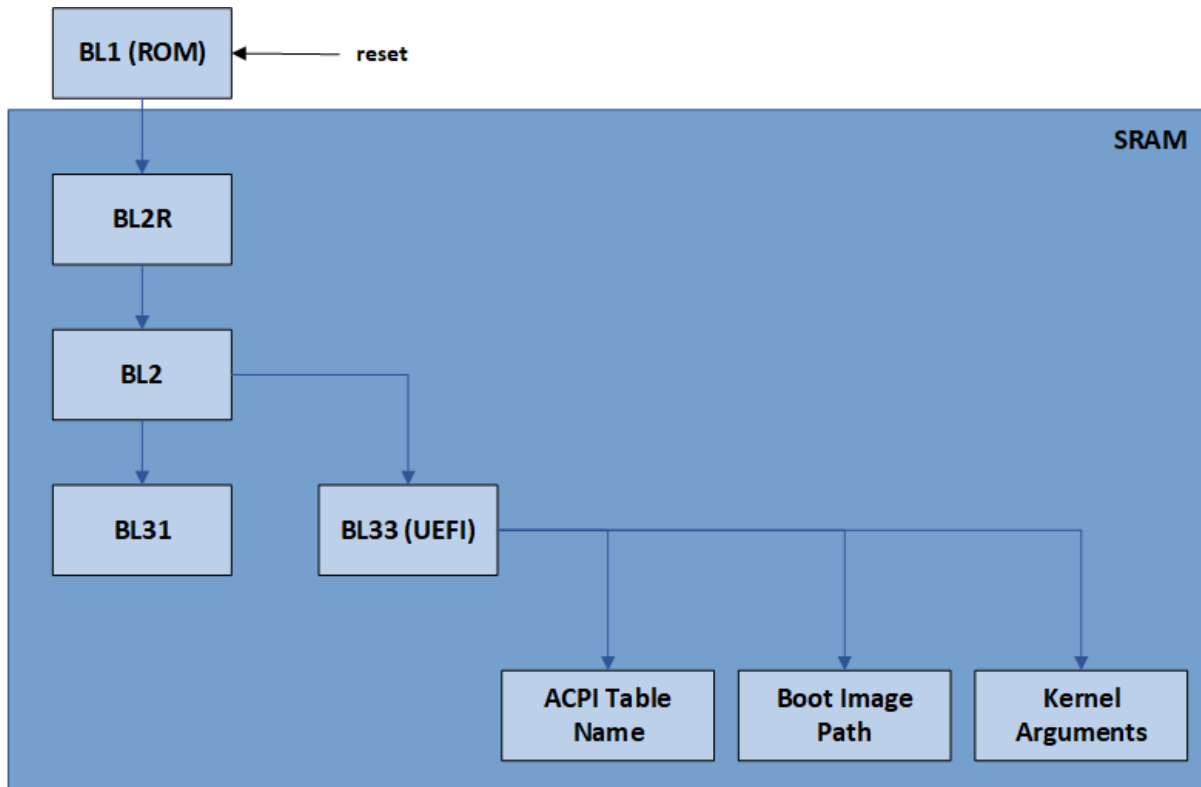 BL1 (ROM)
reset
SRAM
BL2R
BL2
BL31
BL33 (UEFI)
ACPI Table
Name
Boot Image
Path
Kernel
Arguments